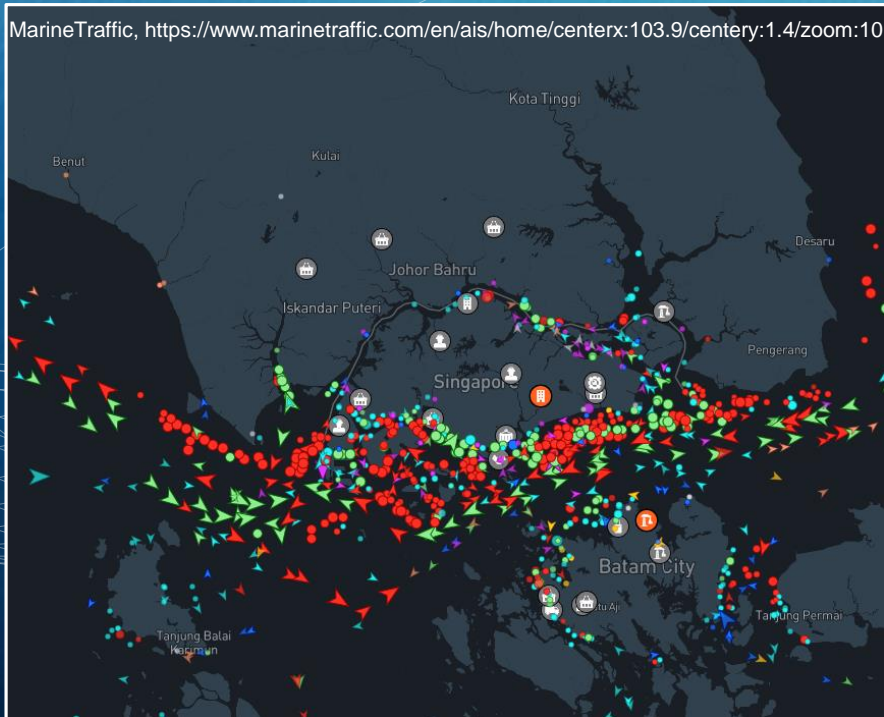 MarineTraffic, https://www.marinetraffic.com/en/ais/home/centerx:103.9/centery:1.4/zoom:10
Kota Tinggi
Kulai
Benut
Desaru
Johor Bahru
Iskandar Puteri
Pengerang
Singapore
Batam City
Tanjung Permai
Tanjung Balai
Karimun